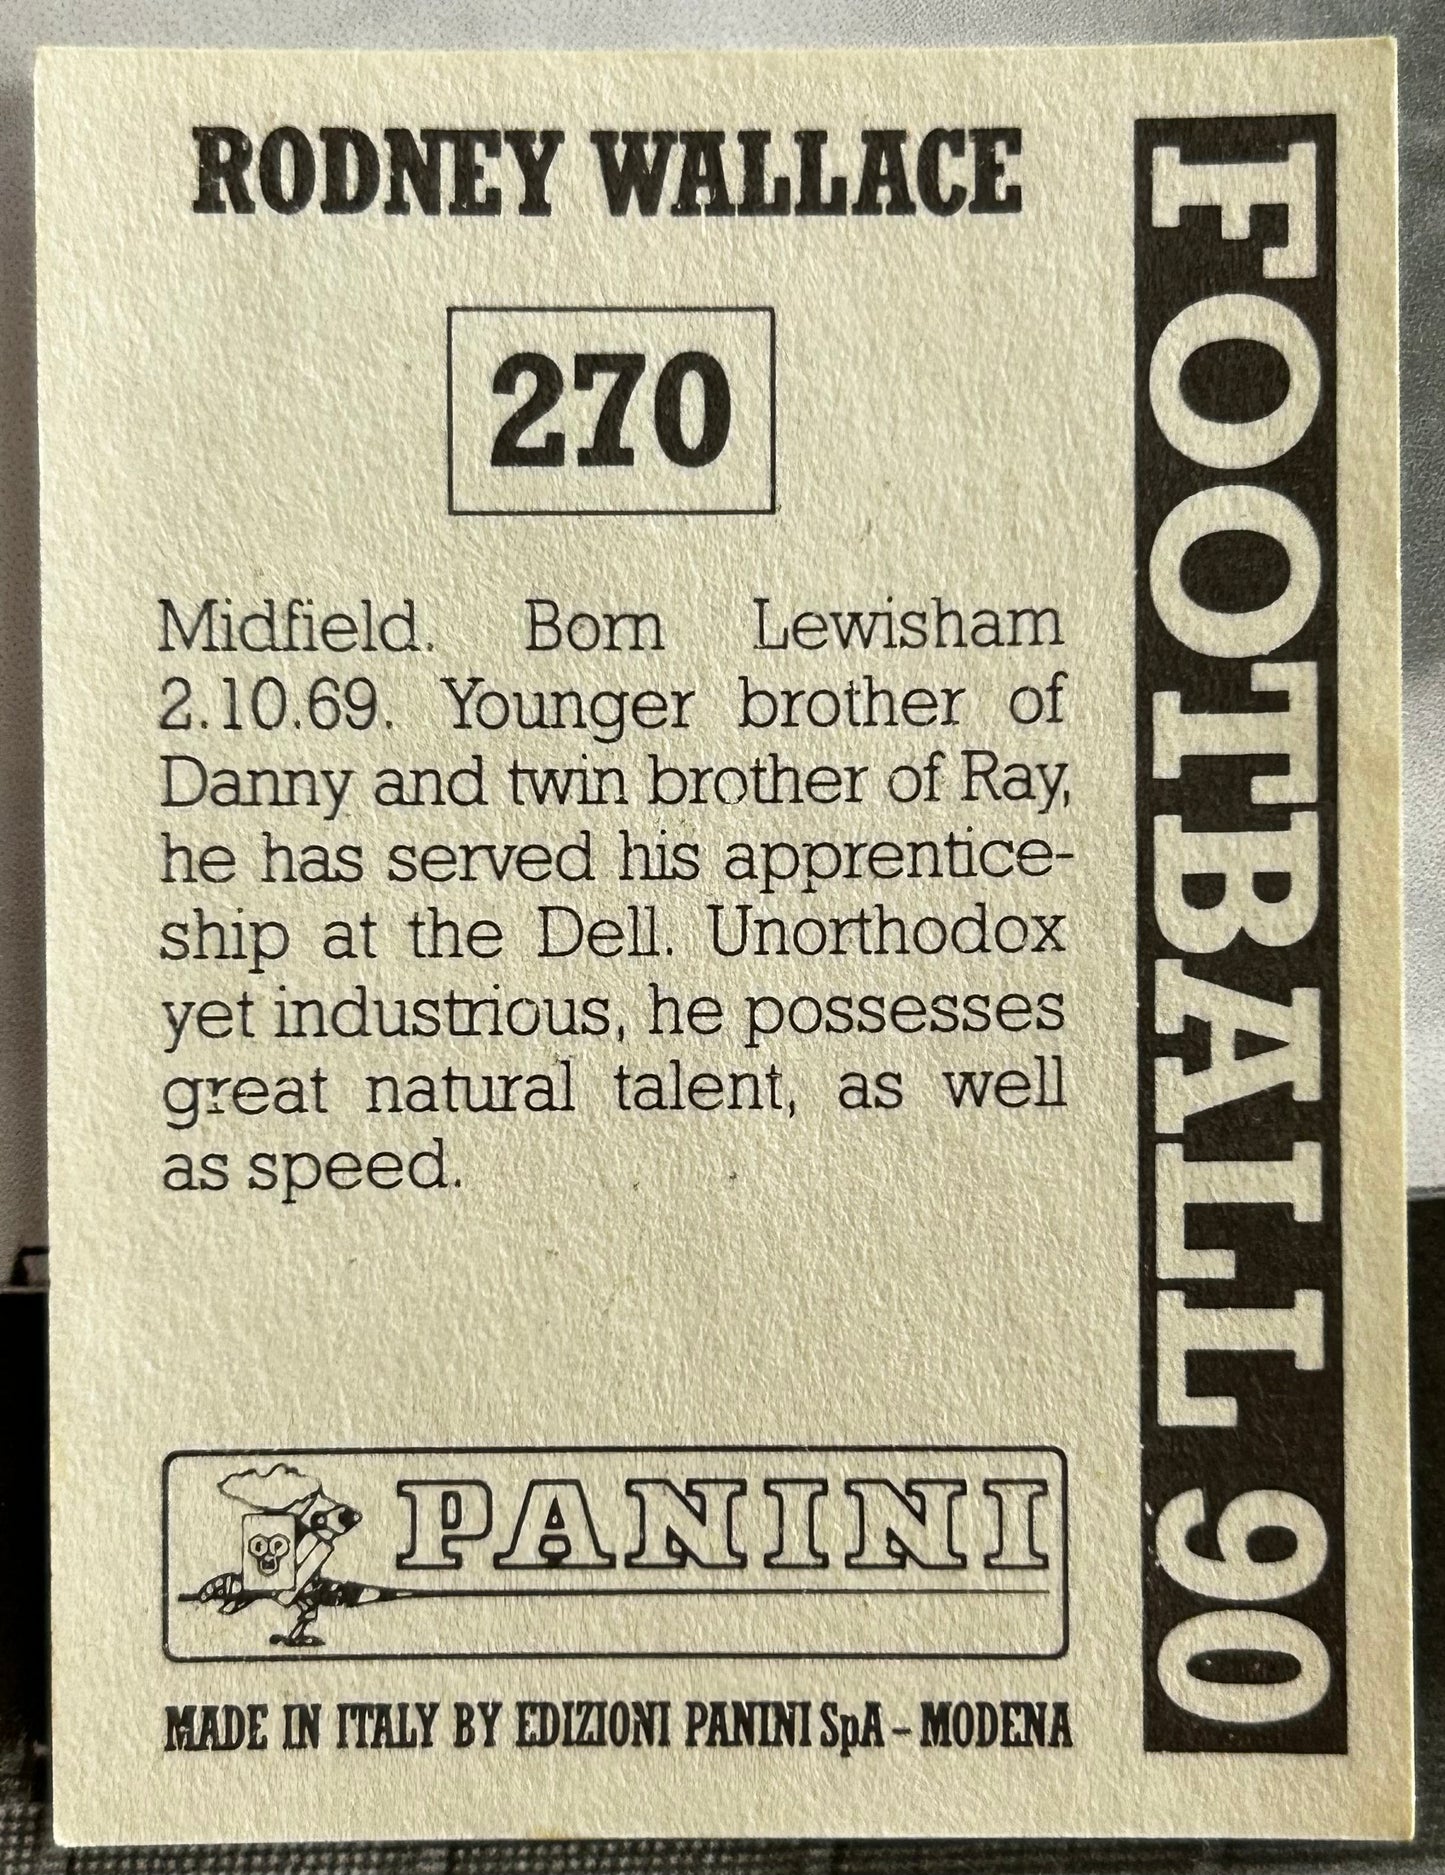 RODNEY WALLACE
270
Midfield. Born Lewisham
2.10.69. Younger brother of
Danny and twin brother of Ray,
he has served his apprentice-
ship at the Dell. Unorthodox
yet industrious, he possesses
great natural talent, as well
as speed.
PANINI
MADE IN ITALY BY EDIZIONI PANINI SpA - MODENA
FOOTBALL 90